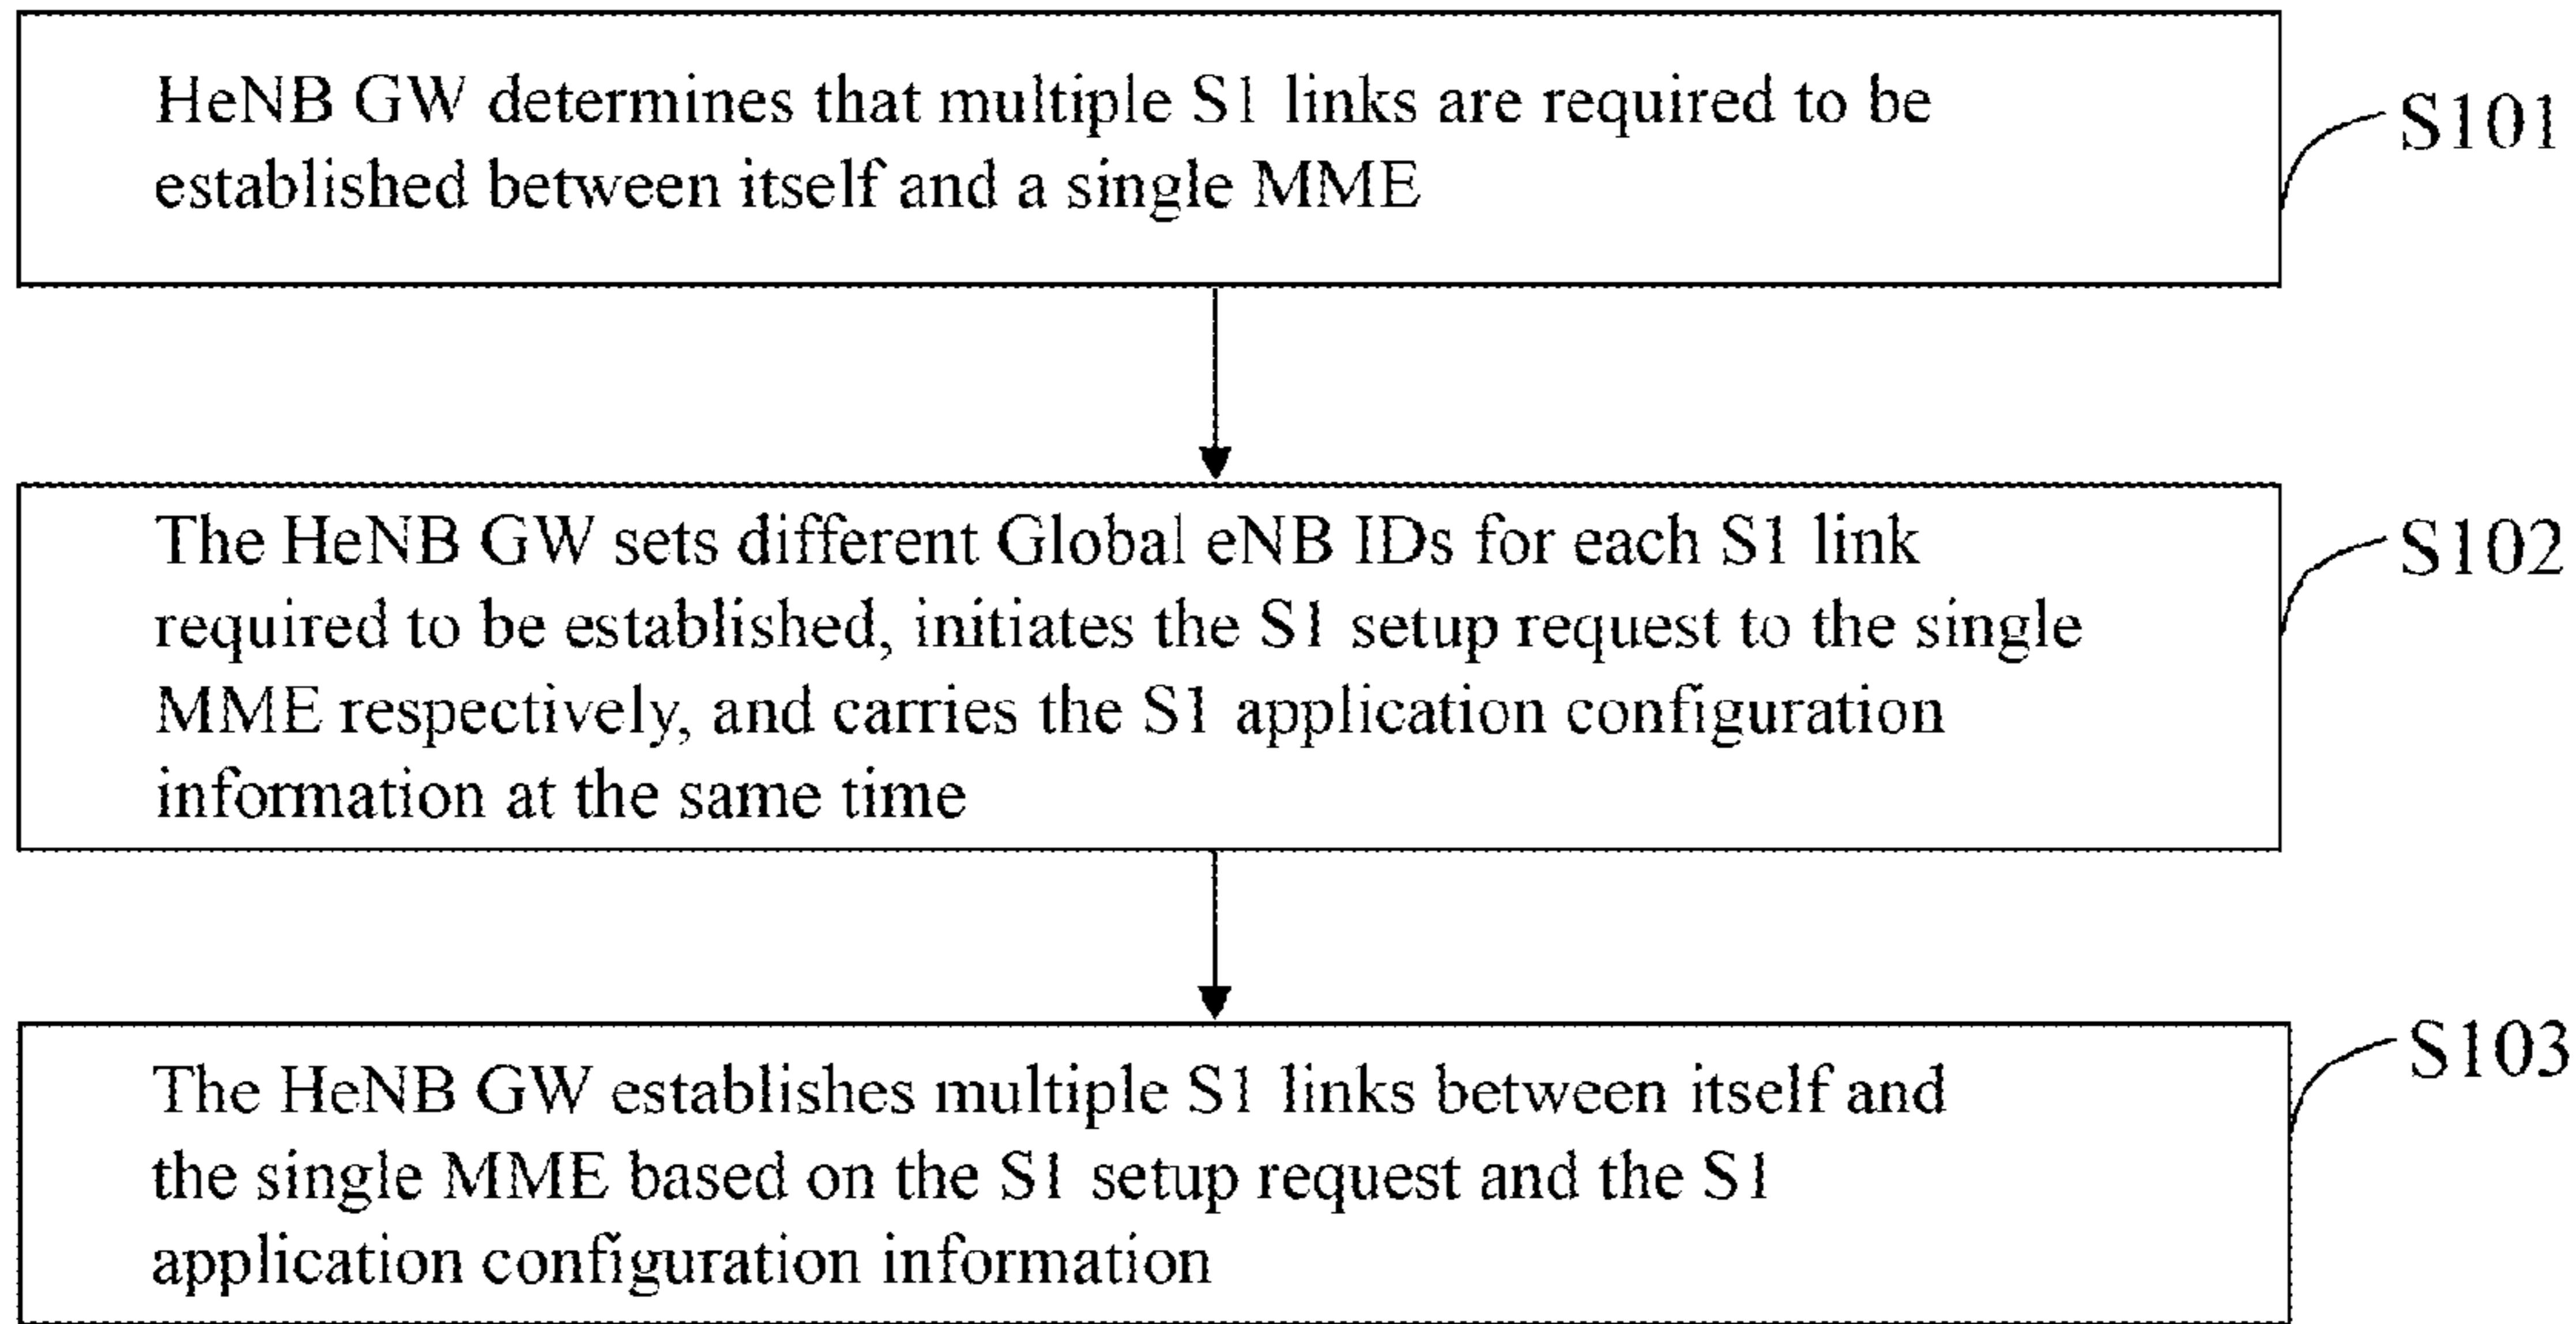 HeNB GW determines that multiple S1 links are required to be
established between itself and a single MME
S101
The HeNB GW sets different Global eNB IDs for each S1 link
required to be established, initiates the S1 setup request to the single
MME respectively, and carries the S1 application configuration
information at the same time
S102
The HeNB GW establishes multiple S1 links between itself and
the single MME based on the S1 setup request and the S1
application configuration information
S103